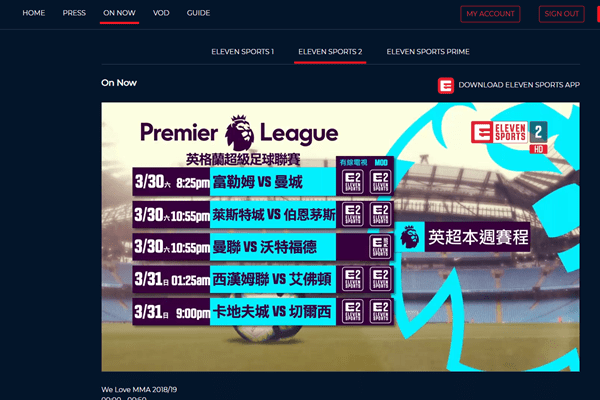 HOME PRESS ON NOW VOD GUIDE MY ACCOUNT SIGN OUT
ELEVEN SPORTS 1 ELEVEN SPORTS 2 ELEVEN SPORTS PRIME
On Now
DOWNLOAD ELEVEN SPORTS APP
Premier League
ELEVEN SPORTS 2 HD
英格蘭超級足球聯賽
有線電視 MOD
3/30六 8:25pm 富勒姆 VS 曼城 E2 ELEVEN SPORTS E2 ELEVEN SPORTS
3/30六 10:55pm 萊斯特城 VS 伯恩茅斯 E2 ELEVEN SPORTS E2 ELEVEN SPORTS
3/30六 10:55pm 曼聯 VS 沃特福德 ELEVEN SPORTS
英超本週賽程
3/31日 01:25am 西漢姆聯 VS 艾佛頓 E2 ELEVEN SPORTS E2 ELEVEN SPORTS
3/31日 9:00pm 卡地夫城 VS 切爾西 E2 ELEVEN SPORTS E2 ELEVEN SPORTS
We Love MMA 2018/19